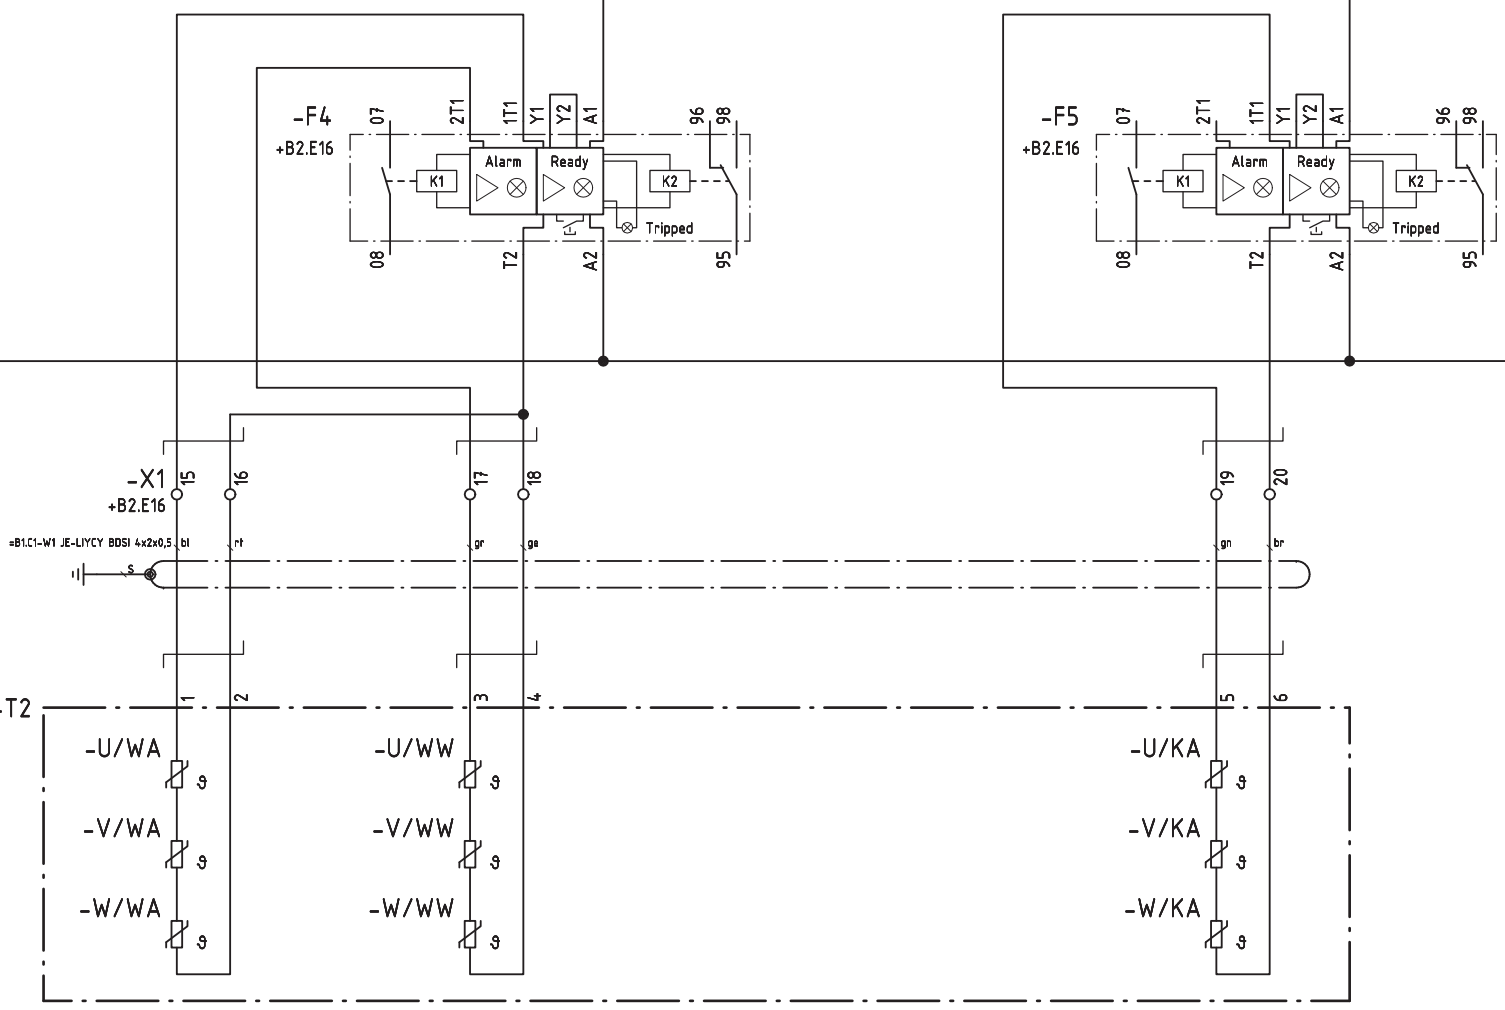 -F4
+B2.E16
07
2T1
1T1
Y1
Y2
A1
96
98
Alarm
Ready
K1
K2
Tripped
08
T2
A2
95
-F5
+B2.E16
07
2T1
1T1
Y1
Y2
A1
96
98
Alarm
Ready
K1
K2
Tripped
08
T2
A2
95
-X1
+B2.E16
15
16
17
18
19
20
=B1.C1-W1 JE-LIYCY BDSI 4x2x0,5
bl
rt
gr
ge
gn
br
S
-T2
1
2
3
4
5
6
-U/WA
ϑ
-U/WW
ϑ
-U/KA
ϑ
-V/WA
ϑ
-V/WW
ϑ
-V/KA
ϑ
-W/WA
ϑ
-W/WW
ϑ
-W/KA
ϑ